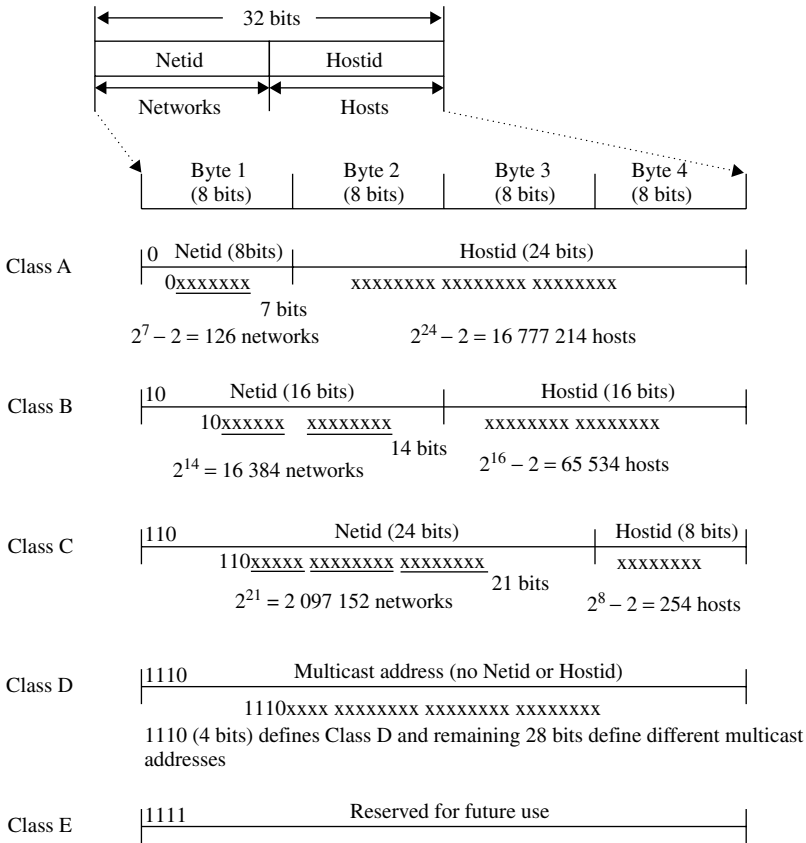 32 bits
Netid Hostid
Networks Hosts
Byte 1 Byte 2 Byte 3 Byte 4
(8 bits) (8 bits) (8 bits) (8 bits)
Class A
0 Netid (8bits) Hostid (24 bits)
0xxxxxxx xxxxxxxx xxxxxxxx xxxxxxxx
7 bits
2^7 – 2 = 126 networks 2^24 – 2 = 16 777 214 hosts
Class B
10 Netid (16 bits) Hostid (16 bits)
10xxxxxx xxxxxxxx xxxxxxxx xxxxxxxx
14 bits
2^14 = 16 384 networks 2^16 – 2 = 65 534 hosts
Class C
110 Netid (24 bits) Hostid (8 bits)
110xxxxx xxxxxxxx xxxxxxxx xxxxxxxx
21 bits
2^21 = 2 097 152 networks 2^8 – 2 = 254 hosts
Class D
1110 Multicast address (no Netid or Hostid)
1110xxxx xxxxxxxx xxxxxxxx xxxxxxxx
1110 (4 bits) defines Class D and remaining 28 bits define different multicast
addresses
Class E
1111 Reserved for future use